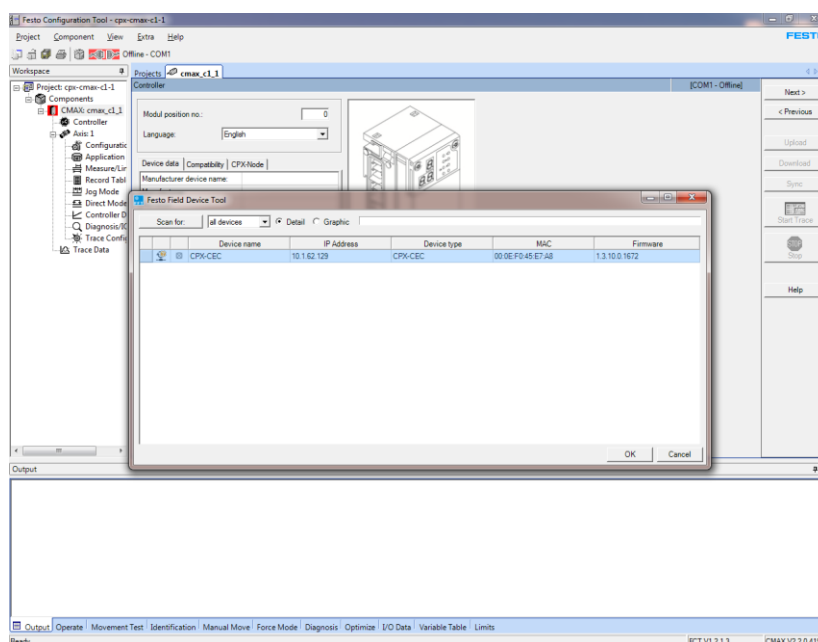 Festo Configuration Tool - cpx-cmax-c1-1
Project Component View Extra Help
FESTO
Offline - COM1
Workspace
Projects cmax_c1_1
Project: cpx-cmax-c1-1
Components
CMAX: cmax_c1_1
Controller
Axis: 1
Configuratic
Application
Measure/Lir
Record Tabl
Jog Mode
Direct Mode
Controller D
Diagnosis/IC
Trace Config
Trace Data
Controller [COM1 - Offline]
Modul position no.: 0
Language: English
Device data Compatibility CPX-Node
Manufacturer device name:
Next >
< Previous
Upload
Download
Sync
Start Trace
Stop
Help
Festo Field Device Tool
Scan for: all devices Detail Graphic
Device name IP Address Device type MAC Firmware
CPX-CEC 10.1.62.129 CPX-CEC 00:0E:F0:45:E7:A8 1.3.10.0.1672
OK Cancel
Output
Output Operate Movement Test Identification Manual Move Force Mode Diagnosis Optimize I/O Data Variable Table Limits